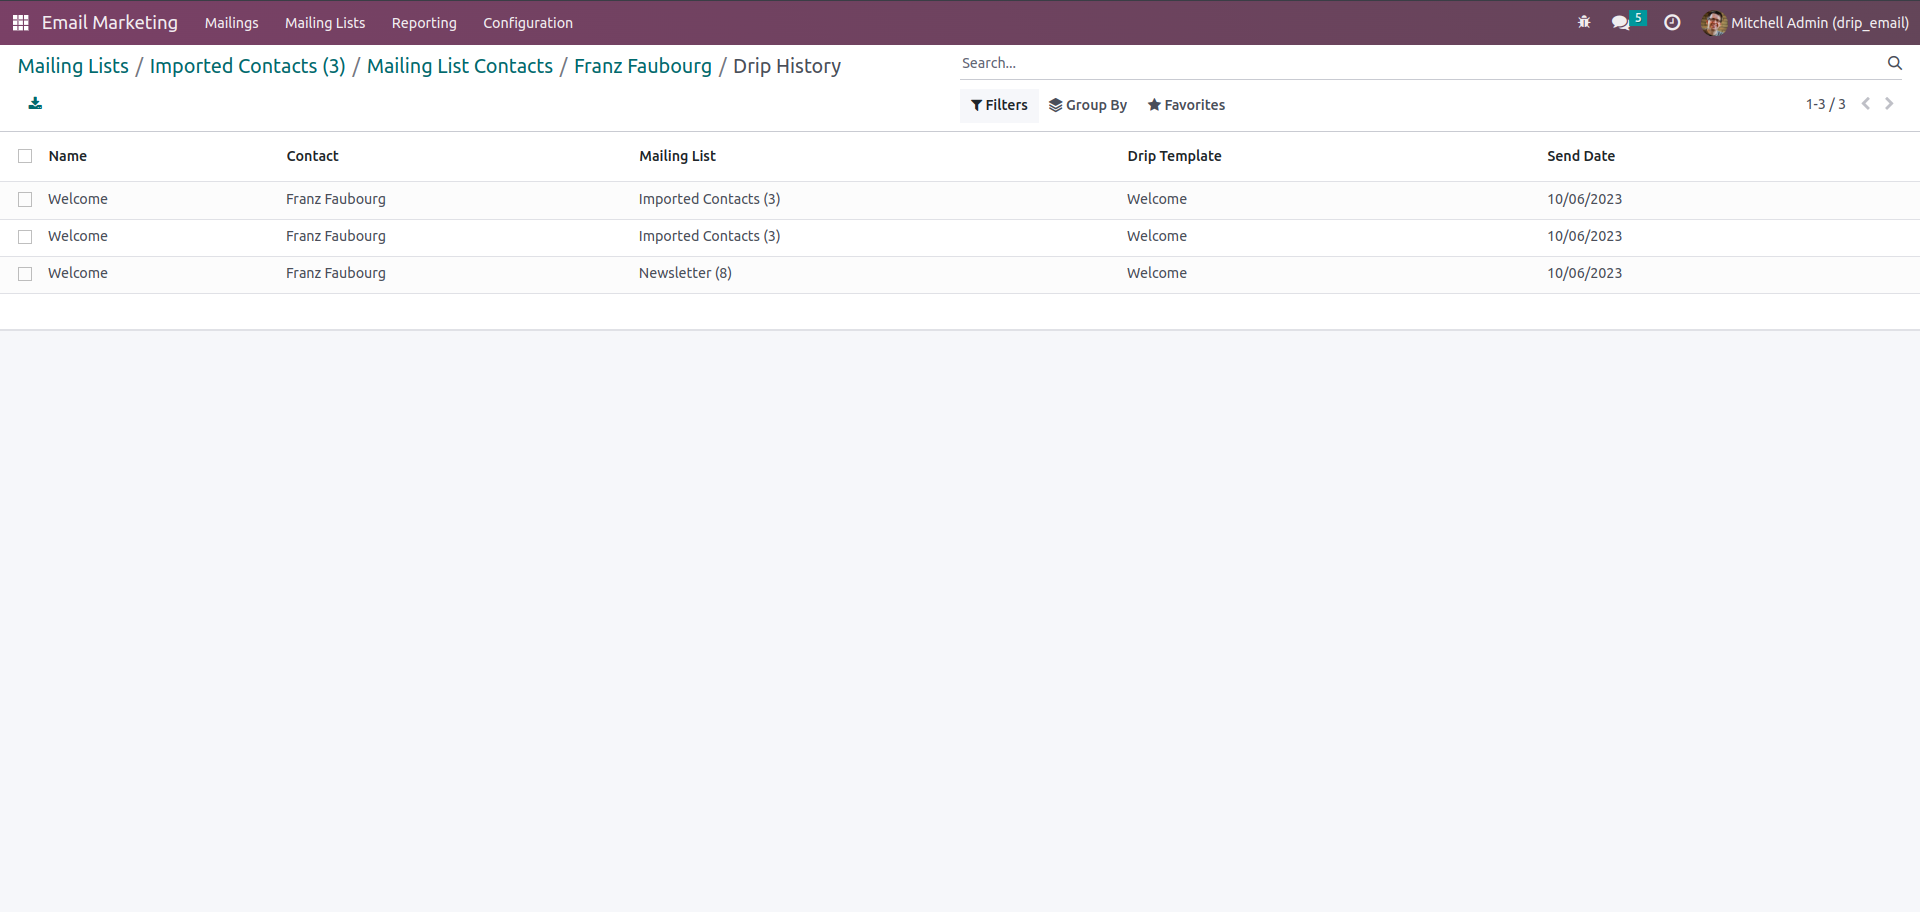 Email Marketing Mailings Mailing Lists Reporting Configuration 5 Mitchell Admin (drip_email)
Mailing Lists / Imported Contacts (3) / Mailing List Contacts / Franz Faubourg / Drip History
Search...
Filters Group By Favorites 1-3 / 3
Name Contact Mailing List Drip Template Send Date
Welcome Franz Faubourg Imported Contacts (3) Welcome 10/06/2023
Welcome Franz Faubourg Imported Contacts (3) Welcome 10/06/2023
Welcome Franz Faubourg Newsletter (8) Welcome 10/06/2023